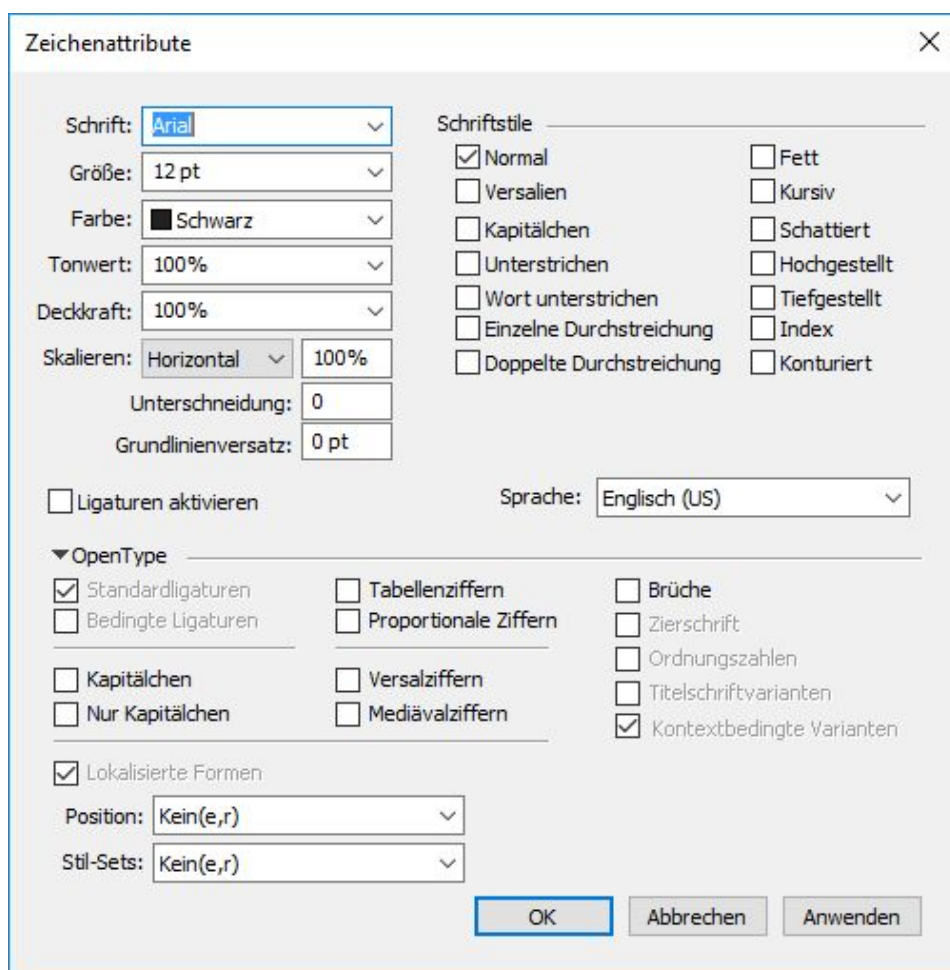 Zeichenattribute
Schrift: Arial
Größe: 12 pt
Farbe: Schwarz
Tonwert: 100%
Deckkraft: 100%
Skalieren: Horizontal 100%
Unterschneidung: 0
Grundlinienversatz: 0 pt
Schriftstile
Normal Fett
Versalien Kursiv
Kapitälchen Schattiert
Unterstrichen Hochgestellt
Wort unterstrichen Tiefgestellt
Einzelne Durchstreichung Index
Doppelte Durchstreichung Konturiert
Ligaturen aktivieren Sprache: Englisch (US)
OpenType
Standardligaturen Tabellenziffern Brüche
Bedingte Ligaturen Proportionale Ziffern Zierschrift
Ordnungszahlen
Kapitälchen Versalziffern Titelschriftvarianten
Nur Kapitälchen Mediävalziffern Kontextbedingte Varianten
Lokalisierte Formen
Position: Kein(e,r)
Stil-Sets: Kein(e,r)
OK Abbrechen Anwenden